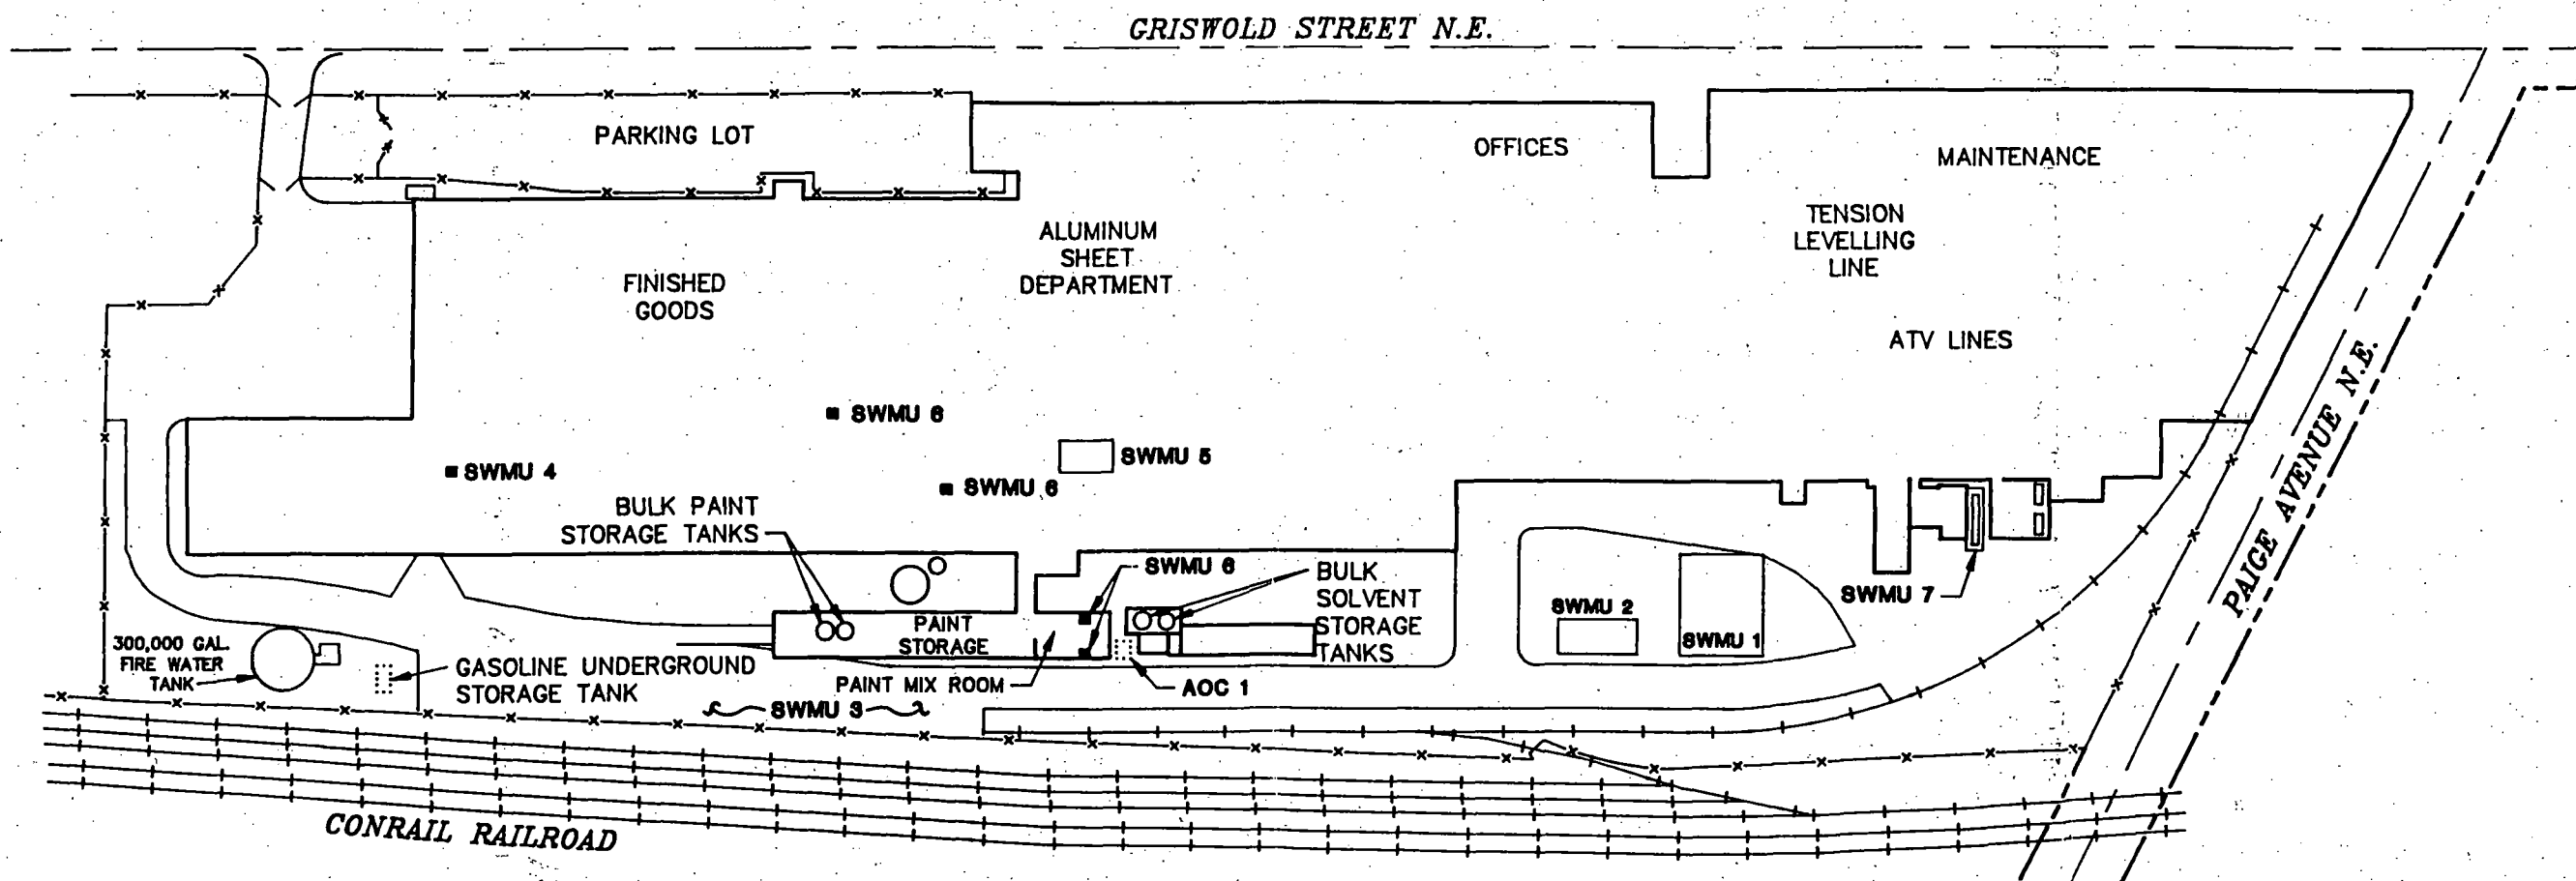 GRISWOLD STREET N.E.
PARKING LOT
OFFICES
MAINTENANCE
TENSION
LEVELLING
LINE
ALUMINUM
SHEET
DEPARTMENT
FINISHED
GOODS
ATV LINES
PAIGE AVENUE N.E.
SWMU 6
SWMU 5
SWMU 4
SWMU 6
BULK PAINT
STORAGE TANKS
SWMU 6
BULK
SOLVENT
STORAGE
TANKS
SWMU 7
SWMU 2
SWMU 1
PAINT
STORAGE
300,000 GAL.
FIRE WATER
TANK
GASOLINE UNDERGROUND
STORAGE TANK
PAINT MIX ROOM
AOC 1
SWMU 3
CONRAIL RAILROAD